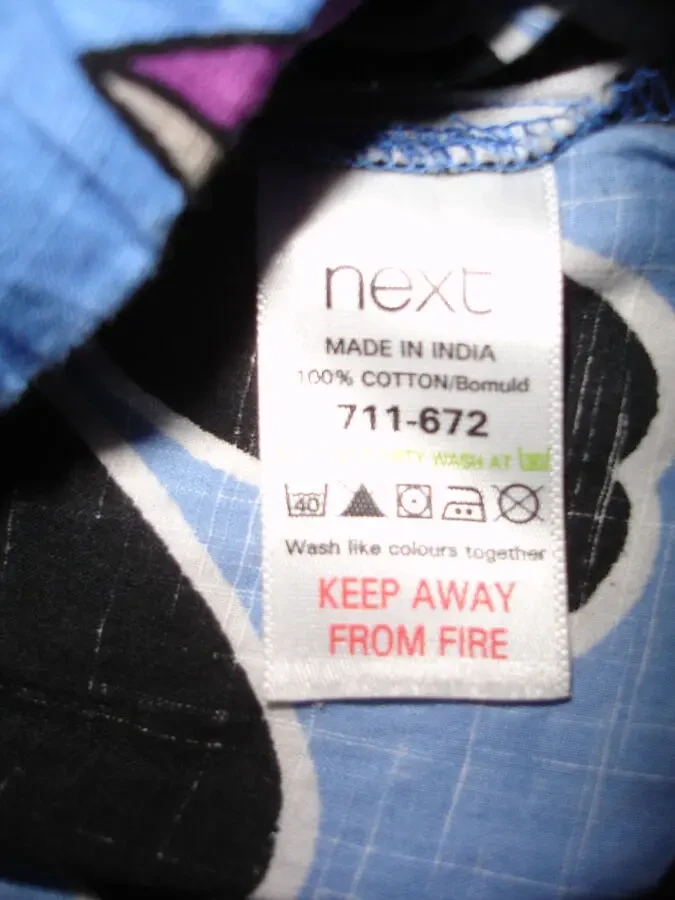 next
MADE IN INDIA
100% COTTON/Bomuld
711-672
WASH AT
40
Wash like colours together
KEEP AWAY
FROM FIRE